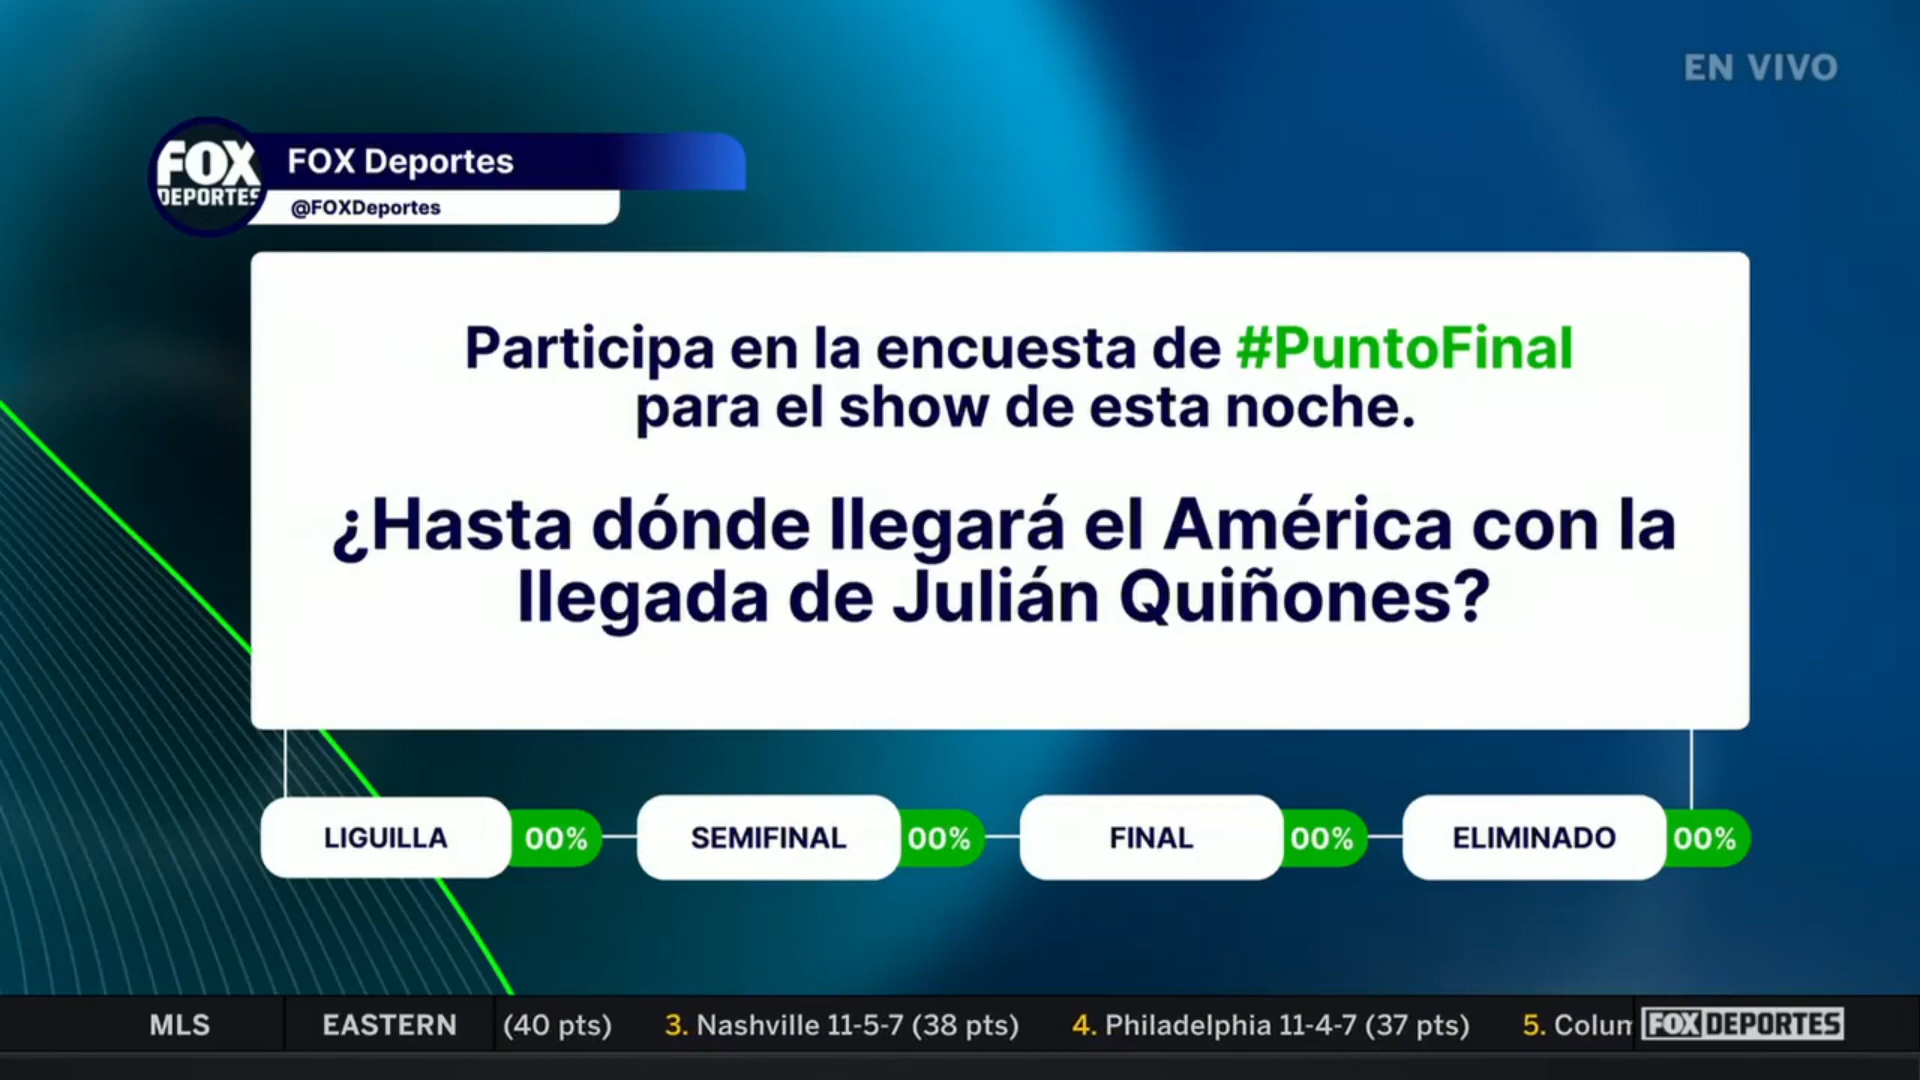 EN VIVO
FOX
DEPORTES
FOX Deportes
@FOXDeportes
Participa en la encuesta de #PuntoFinal
para el show de esta noche.
¿Hasta dónde llegará el América con la
llegada de Julián Quiñones?
LIGUILLA 00% SEMIFINAL 00% FINAL 00% ELIMINADO 00%
MLS EASTERN (40 pts) 3. Nashville 11-5-7 (38 pts) 4. Philadelphia 11-4-7 (37 pts) 5. Colum FOX DEPORTES